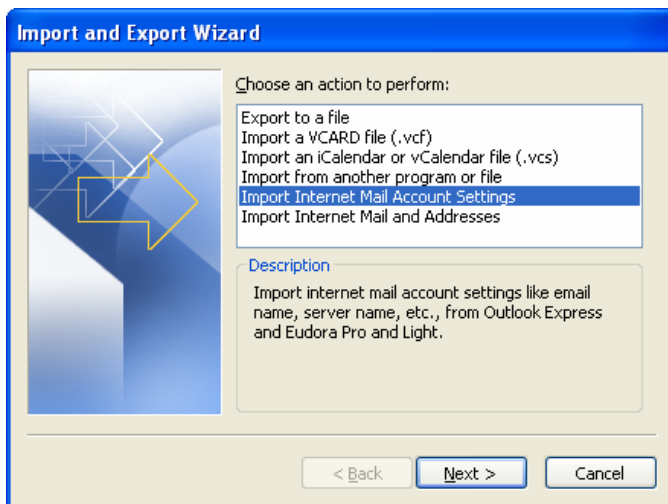 Import and Export Wizard
Choose an action to perform:
Export to a file
Import a VCARD file (.vcf)
Import an iCalendar or vCalendar file (.vcs)
Import from another program or file
Import Internet Mail Account Settings
Import Internet Mail and Addresses
Description
Import internet mail account settings like email
name, server name, etc., from Outlook Express
and Eudora Pro and Light.
< Back Next > Cancel